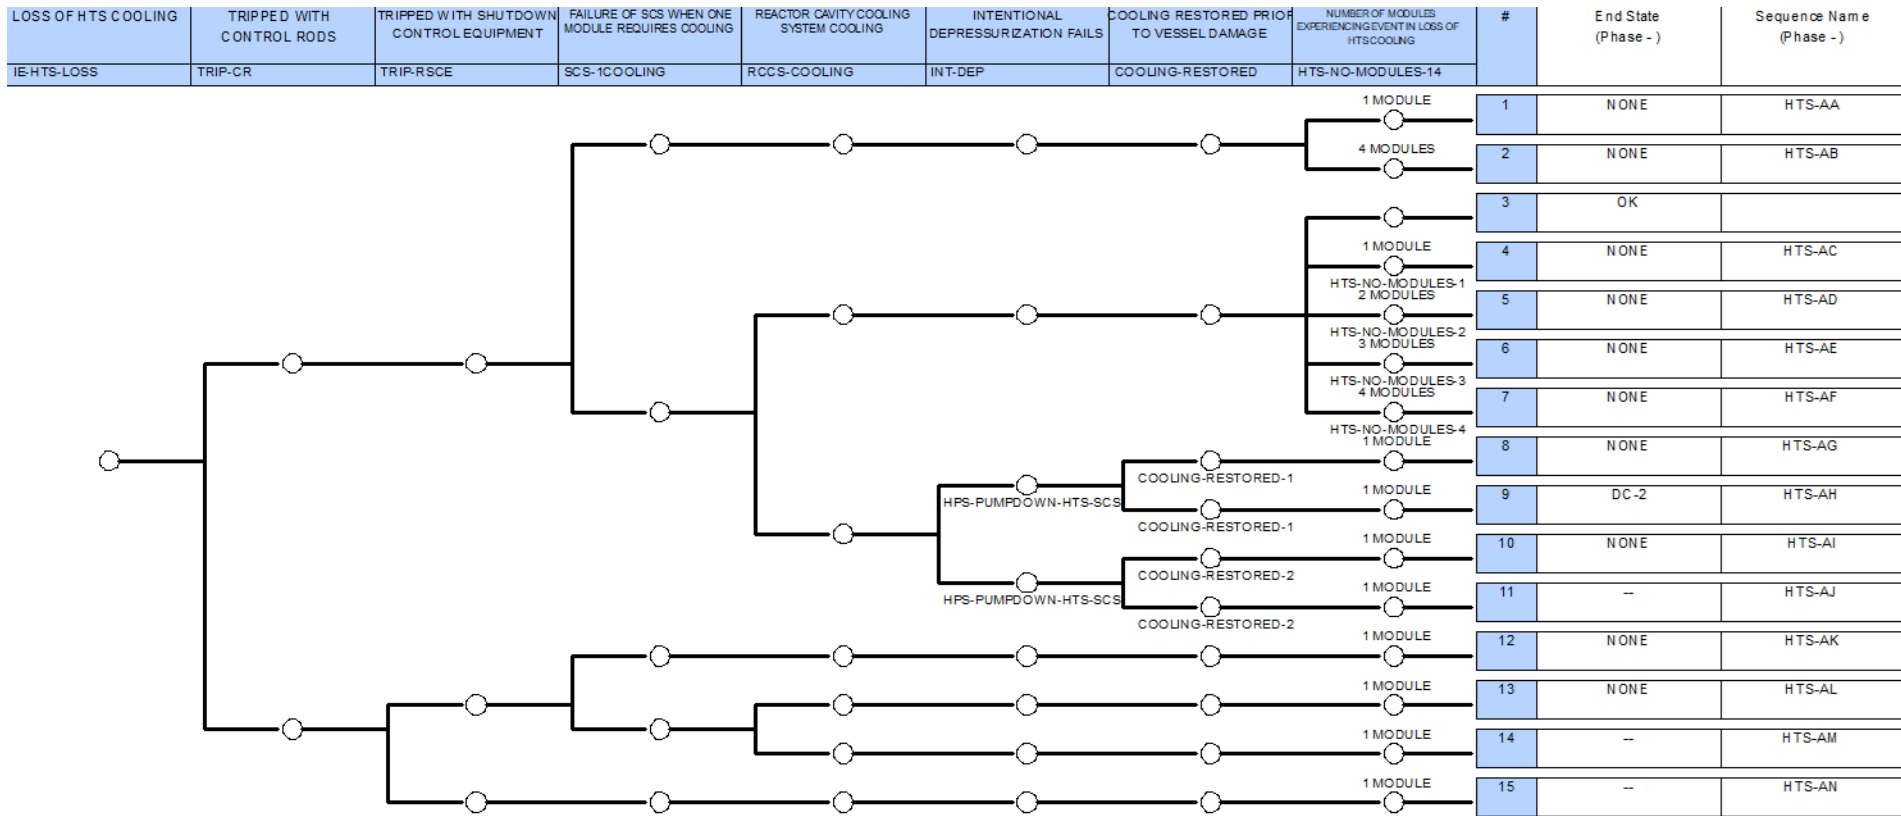 LOSS OF HTS COOLING
TRIPPED WITH
CONTROL RODS
TRIPPED WITH SHUTDOWN
CONTROL EQUIPMENT
FAILURE OF SCS WHEN ONE
MODULE REQUIRES COOLING
REACTOR CAVITY COOLING
SYSTEM COOLING
INTENTIONAL
DEPRESSURIZATION FAILS
COOLING RESTORED PRIOR
TO VESSEL DAMAGE
NUMBER OF MODULES
EXPERIENCING EVENT IN LOSS OF
HTS COOLING
#
End State
(Phase - )
Sequence Name
(Phase - )
IE-HTS-LOSS
TRIP-CR
TRIP-RSCE
SCS-1COOLING
RCCS-COOLING
INT-DEP
COOLING-RESTORED
HTS-NO-MODULES-14
1 MODULE
1 NONE HTS-AA
4 MODULES
2 NONE HTS-AB
3 OK
1 MODULE
4 NONE HTS-AC
HTS-NO-MODULES-1
2 MODULES
5 NONE HTS-AD
HTS-NO-MODULES-2
3 MODULES
6 NONE HTS-AE
HTS-NO-MODULES-3
4 MODULES
7 NONE HTS-AF
HTS-NO-MODULES-4
1 MODULE
8 NONE HTS-AG
COOLING-RESTORED-1
HPS-PUMPDOWN-HTS-SCS
1 MODULE
9 DC-2 HTS-AH
COOLING-RESTORED-1
1 MODULE
10 NONE HTS-AI
COOLING-RESTORED-2
HPS-PUMPDOWN-HTS-SCS
1 MODULE
11 -- HTS-AJ
COOLING-RESTORED-2
1 MODULE
12 NONE HTS-AK
1 MODULE
13 NONE HTS-AL
1 MODULE
14 -- HTS-AM
1 MODULE
15 -- HTS-AN